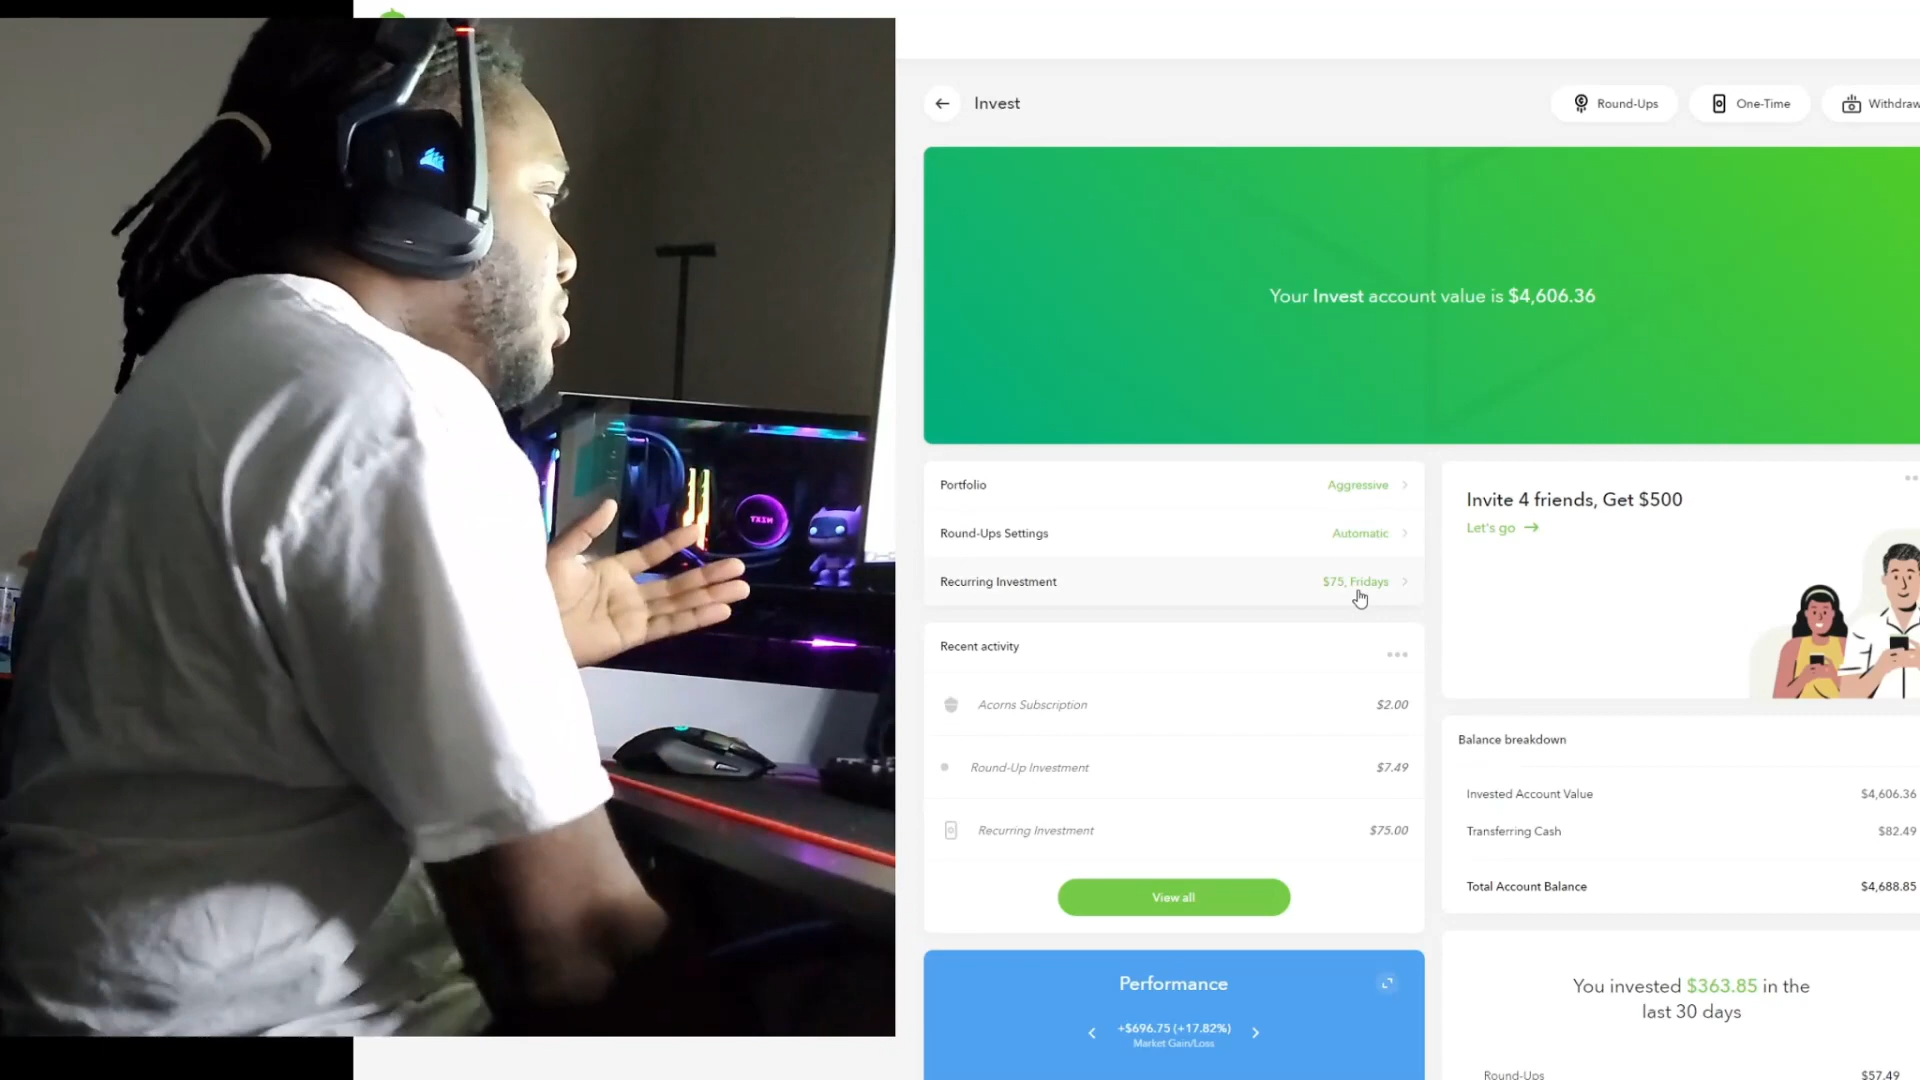 Invest
Round-Ups
One-Time
Withdraw
Your Invest account value is $4,606.36
Portfolio
Aggressive
Round-Ups Settings
Automatic
Recurring Investment
$75, Fridays
Recent activity
Acorns Subscription
$2.00
Round-Up Investment
$7.49
Recurring Investment
$75.00
View all
Performance
+$696.75 (+17.82%)
Market Gain/Loss
Invite 4 friends, Get $500
Let's go
Balance breakdown
Invested Account Value
$4,606.36
Transferring Cash
$82.49
Total Account Balance
$4,688.85
You invested $363.85 in the
last 30 days
Round-Ups
$57.49
NZXT